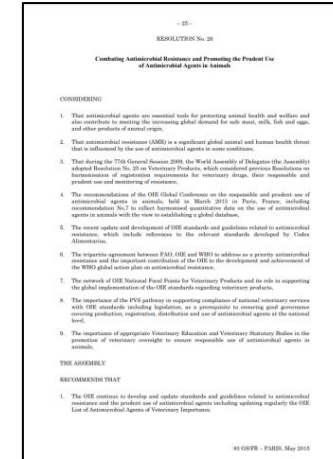 – 25 –
RESOLUTION No. 26
Combating Antimicrobial Resistance and Promoting the Prudent Use
of Antimicrobial Agents in Animals
CONSIDERING
1. That antimicrobial agents are essential tools for protecting animal health and welfare and
also contribute to meeting the increasing global demand for safe meat, milk, fish and eggs,
and other products of animal origin,
2. That antimicrobial resistance (AMR) is a significant global animal and human health threat
that is influenced by the use of antimicrobial agents in some conditions,
3. That during the 77th General Session 2009, the World Assembly of Delegates (the Assembly)
adopted Resolution No. 25 on Veterinary Products, which considered previous Resolutions on
harmonisation of registration requirements for veterinary drugs, their responsible and
prudent use and monitoring of resistance,
4. The recommendations of the OIE Global Conference on the responsible and prudent use of
antimicrobial agents in animals, held in March 2013 in Paris, France, including
recommendation No.7 to collect harmonised quantitative data on the use of antimicrobial
agents in animals with the view to establishing a global database,
5. The recent update and development of OIE standards and guidelines related to antimicrobial
resistance, which include references to the relevant standards developed by Codex
Alimentarius,
6. The tripartite agreement between FAO, OIE and WHO to address as a priority antimicrobial
resistance and the important contribution of the OIE to the development and achievement of
the WHO global action plan on antimicrobial resistance,
7. The network of OIE National Focal Points for Veterinary Products and its role in supporting
the global implementation of the OIE standards regarding veterinary products,
8. The importance of the PVS pathway in supporting compliance of national veterinary services
with OIE standards including legislation, as a prerequisite to ensuring good governance
covering production, registration, distribution and use of antimicrobial agents at the national
level,
9. The importance of appropriate Veterinary Education and Veterinary Statutory Bodies in the
promotion of veterinary oversight to ensure responsible use of antimicrobial agents in
animals,
THE ASSEMBLY
RECOMMENDS THAT
1. The OIE continue to develop and update standards and guidelines related to antimicrobial
resistance and the prudent use of antimicrobial agents including updating regularly the OIE
List of Antimicrobial Agents of Veterinary Importance.
83 GS/FR – PARIS, May 2015